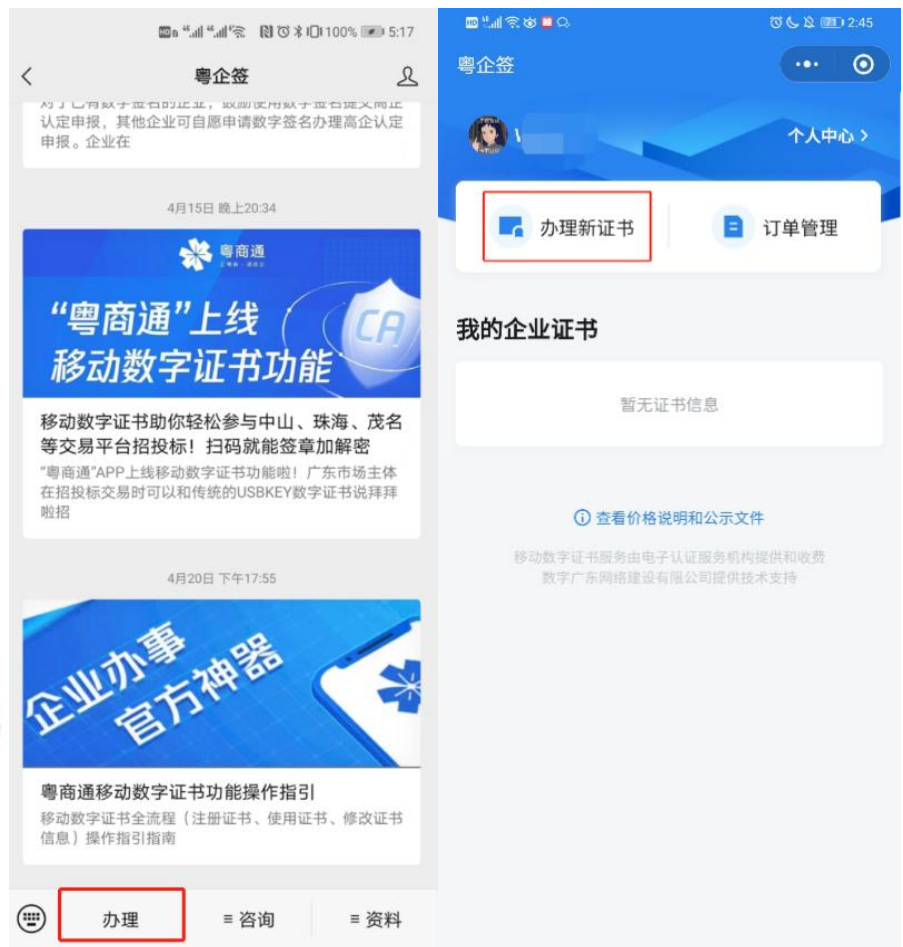 HD B 46 46 100% 5:17
粤企签
对于已有数字签名的企业，鼓励使用数字签名提交高企
认定申报，其他企业可自愿申请数字签名办理高企认定
申报。企业在
4月15日 晚上20:34
粤商通
“粤商通”上线
移动数字证书功能
CA
移动数字证书助你轻松参与中山、珠海、茂名
等交易平台招投标！扫码就能签章加解密
“粤商通”APP上线移动数字证书功能啦！广东市场主体
在招投标交易时可以和传统的USBKEY数字证书说拜拜
啦招
4月20日 下午17:55
企业办事
官方神器
粤商通移动数字证书功能操作指引
移动数字证书全流程（注册证书、使用证书、修改证书
信息）操作指引指南
办理
≡ 咨询
≡ 资料
HD 2:45
粤企签
个人中心 >
办理新证书
订单管理
我的企业证书
暂无证书信息
查看价格说明和公示文件
移动数字证书服务由电子认证服务机构提供和收费
数字广东网络建设有限公司提供技术支持